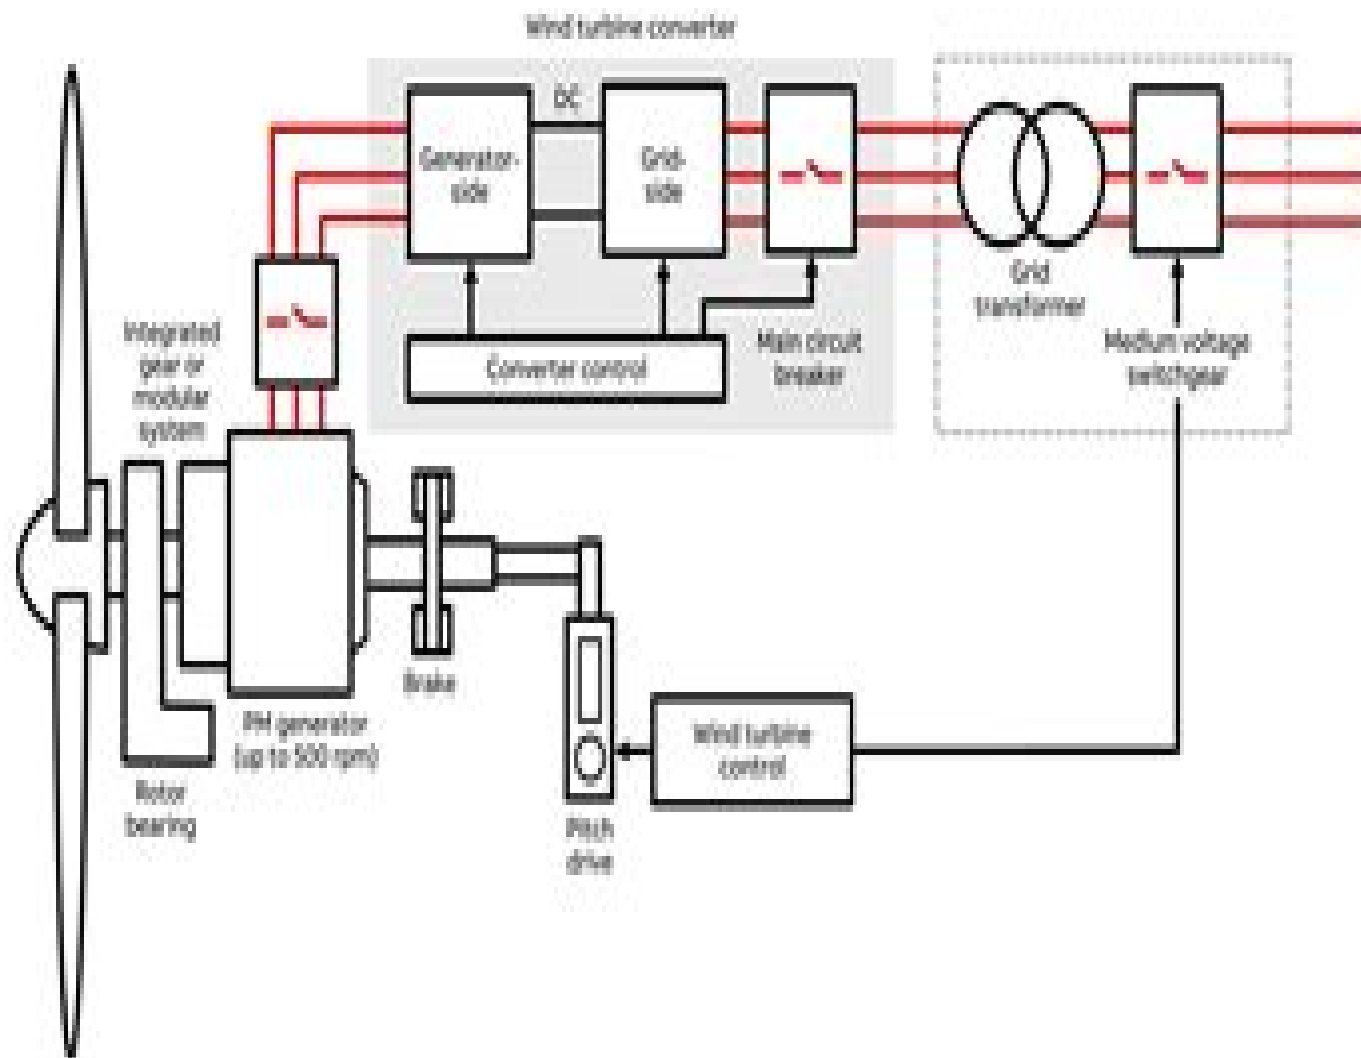 Wind turbine converter
DC
Generator-
side
Grid-
side
Converter control
Main circuit
breaker
Grid
transformer
Medium voltage
switchgear
Integrated
gear or
modular
system
Brake
PM generator
(up to 500 rpm)
Rotor
bearing
Wind turbine
control
Pitch
drive